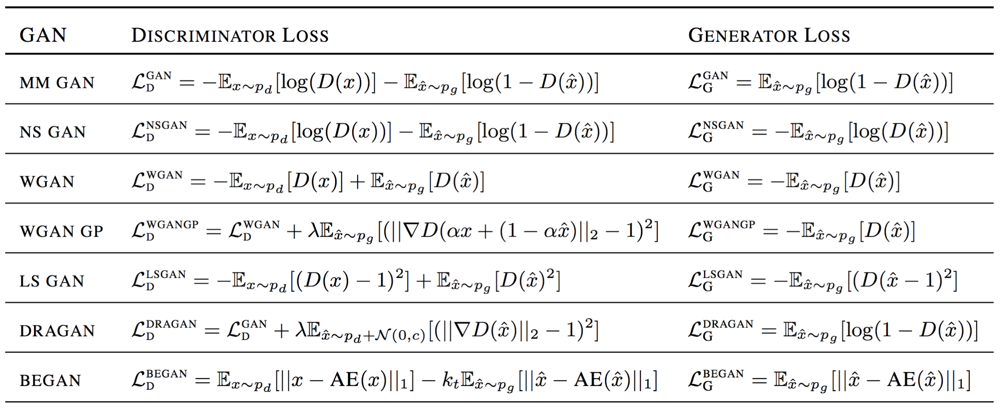 GAN DISCRIMINATOR LOSS GENERATOR LOSS
MM GAN $\mathcal{L}_{\text{D}}^{\text{GAN}} = -\mathbb{E}_{x \sim p_d}[\log(D(x))] - \mathbb{E}_{\hat{x} \sim p_g}[\log(1 - D(\hat{x}))]$ $\mathcal{L}_{\text{G}}^{\text{GAN}} = \mathbb{E}_{\hat{x} \sim p_g}[\log(1 - D(\hat{x}))]$
NS GAN $\mathcal{L}_{\text{D}}^{\text{NSGAN}} = -\mathbb{E}_{x \sim p_d}[\log(D(x))] - \mathbb{E}_{\hat{x} \sim p_g}[\log(1 - D(\hat{x}))]$ $\mathcal{L}_{\text{G}}^{\text{NSGAN}} = -\mathbb{E}_{\hat{x} \sim p_g}[\log(D(\hat{x}))]$
WGAN $\mathcal{L}_{\text{D}}^{\text{WGAN}} = -\mathbb{E}_{x \sim p_d}[D(x)] + \mathbb{E}_{\hat{x} \sim p_g}[D(\hat{x})]$ $\mathcal{L}_{\text{G}}^{\text{WGAN}} = -\mathbb{E}_{\hat{x} \sim p_g}[D(\hat{x})]$
WGAN GP $\mathcal{L}_{\text{D}}^{\text{WGANGP}} = \mathcal{L}_{\text{D}}^{\text{WGAN}} + \lambda\mathbb{E}_{\hat{x} \sim p_g}[(||\nabla D(\alpha x + (1 - \alpha\hat{x})||_2 - 1)^2]$ $\mathcal{L}_{\text{G}}^{\text{WGANGP}} = -\mathbb{E}_{\hat{x} \sim p_g}[D(\hat{x})]$
LS GAN $\mathcal{L}_{\text{D}}^{\text{LSGAN}} = -\mathbb{E}_{x \sim p_d}[(D(x) - 1)^2] + \mathbb{E}_{\hat{x} \sim p_g}[D(\hat{x})^2]$ $\mathcal{L}_{\text{G}}^{\text{LSGAN}} = -\mathbb{E}_{\hat{x} \sim p_g}[(D(\hat{x} - 1)^2]$
DRAGAN $\mathcal{L}_{\text{D}}^{\text{DRAGAN}} = \mathcal{L}_{\text{D}}^{\text{GAN}} + \lambda\mathbb{E}_{\hat{x} \sim p_d + \mathcal{N}(0,c)}[(||\nabla D(\hat{x})||_2 - 1)^2]$ $\mathcal{L}_{\text{G}}^{\text{DRAGAN}} = \mathbb{E}_{\hat{x} \sim p_g}[\log(1 - D(\hat{x}))]$
BEGAN $\mathcal{L}_{\text{D}}^{\text{BEGAN}} = \mathbb{E}_{x \sim p_d}[||x - \text{AE}(x)||_1] - k_t\mathbb{E}_{\hat{x} \sim p_g}[||\hat{x} - \text{AE}(\hat{x})||_1]$ $\mathcal{L}_{\text{G}}^{\text{BEGAN}} = \mathbb{E}_{\hat{x} \sim p_g}[||\hat{x} - \text{AE}(\hat{x})||_1]$